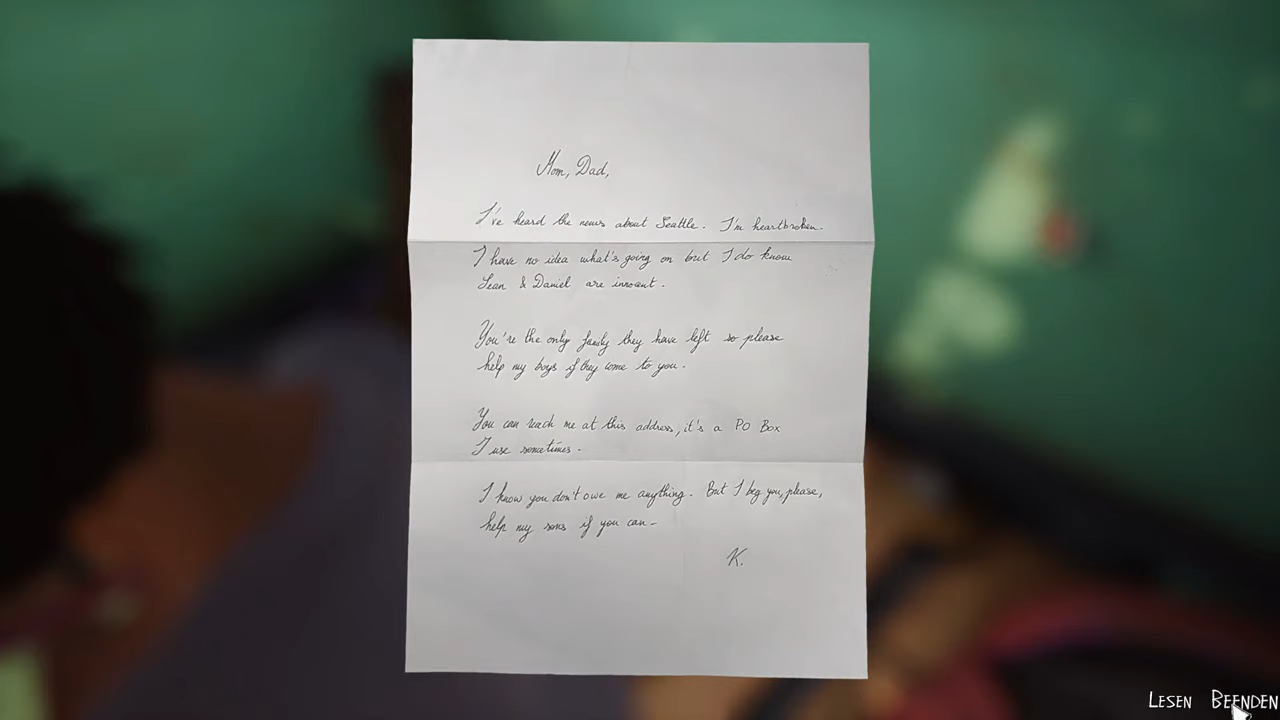 Mom, Dad,
I've heard the news about Seattle. I'm heartbroken.
I have no idea what's going on but I do know
Sean & Daniel are innocent.
You're the only family they have left so please
help my boys if they come to you.
You can reach me at this address, it's a PO Box
I use sometimes.
I know you don't owe me anything. But I beg you, please,
help my sons if you can-
K.
LESEN BEENDEN